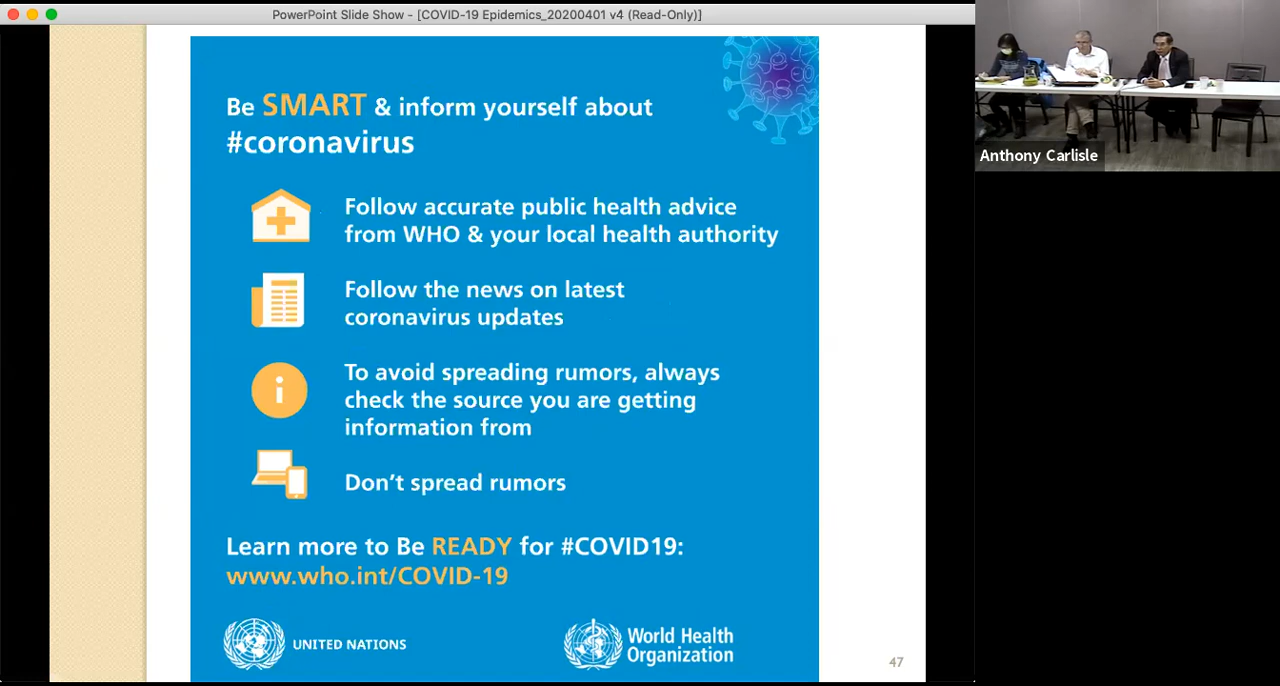 PowerPoint Slide Show - [COVID-19 Epidemics_20200401 v4 (Read-Only)]
Be SMART & inform yourself about
#coronavirus
Follow accurate public health advice
from WHO & your local health authority
Follow the news on latest
coronavirus updates
i
To avoid spreading rumors, always
check the source you are getting
information from
Don’t spread rumors
Learn more to Be READY for #COVID19:
www.who.int/COVID-19
UNITED NATIONS
World Health
Organization
47
Anthony Carlisle